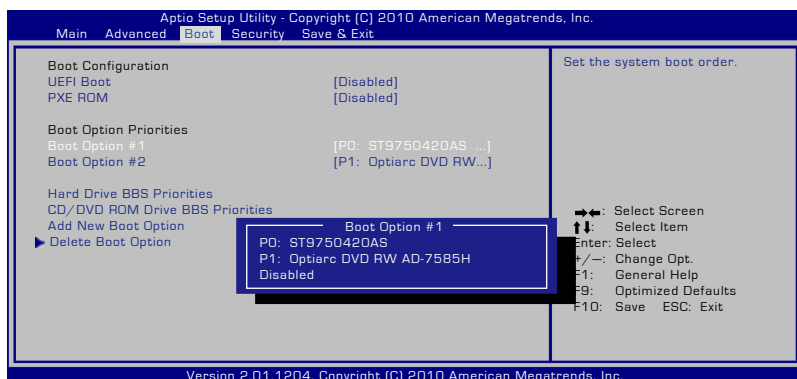 Aptio Setup Utility - Copyright (C) 2010 American Megatrends, Inc.
Main Advanced Boot Security Save & Exit
Boot Configuration
UEFI Boot [Disabled]
PXE ROM [Disabled]
Boot Option Priorities
Boot Option #1 [P0: ST9750420AS ...]
Boot Option #2 [P1: Optiarc DVD RW...]
Hard Drive BBS Priorities
CD/DVD ROM Drive BBS Priorities
Add New Boot Option
Delete Boot Option
Boot Option #1
P0: ST9750420AS
P1: Optiarc DVD RW AD-7585H
Disabled
Set the system boot order.
→←: Select Screen
↑↓: Select Item
Enter: Select
+/—: Change Opt.
F1: General Help
F9: Optimized Defaults
F10: Save ESC: Exit
Version 2.01.1204. Copyright (C) 2010 American Megatrends, Inc.